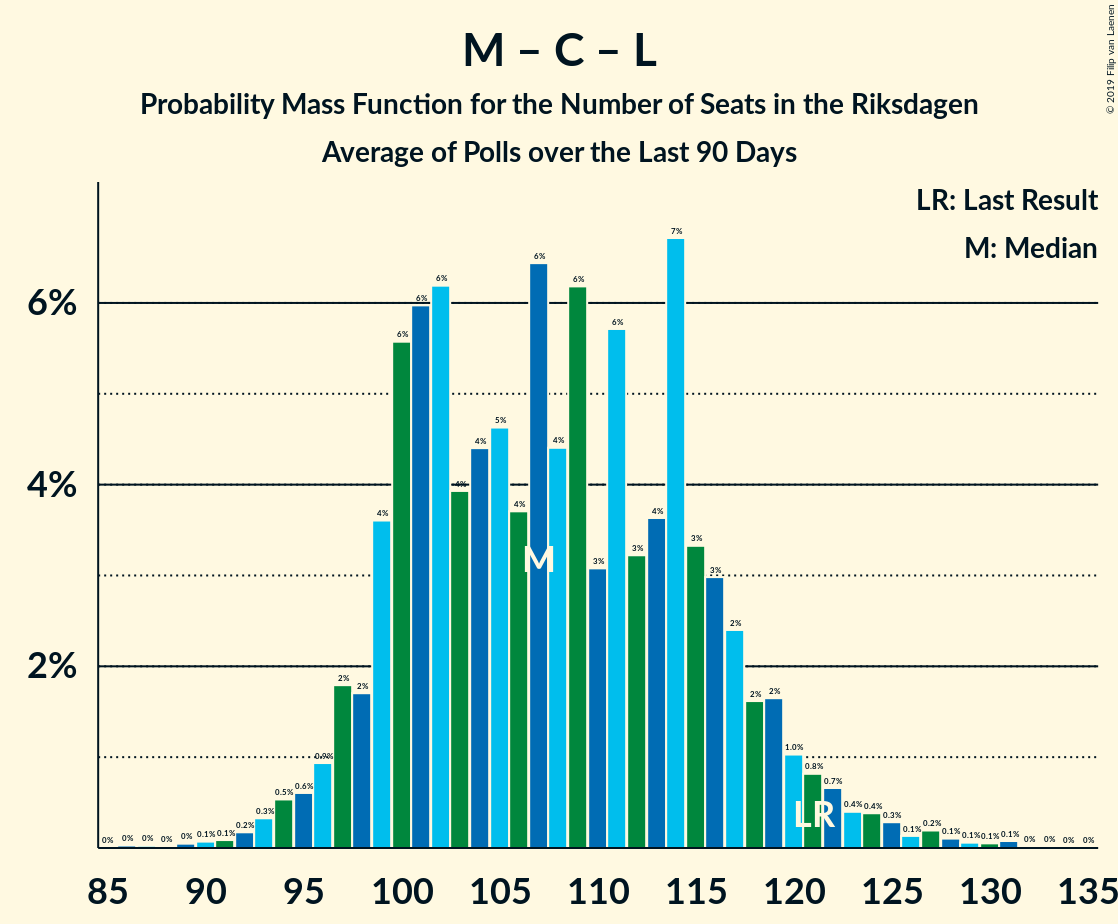 M – C – L
Probability Mass Function for the Number of Seats in the Riksdagen
Average of Polls over the Last 90 Days
© 2019 Filip van Laenen
LR: Last Result
M: Median
6%
4%
2%
0% 0% 0% 0% 0% 0.1% 0.1% 0.2% 0.3% 0.5% 0.6% 0.9% 2% 2% 4% 6% 6% 6% 4% 4% 5% 4% 6% 4% 6% 3% 6% 3% 4% 7% 3% 3% 2% 2% 2% 1.0% 0.8% 0.7% 0.4% 0.4% 0.3% 0.1% 0.2% 0.1% 0.1% 0.1% 0.1% 0% 0% 0% 0%
M
LR
85 90 95 100 105 110 115 120 125 130 135